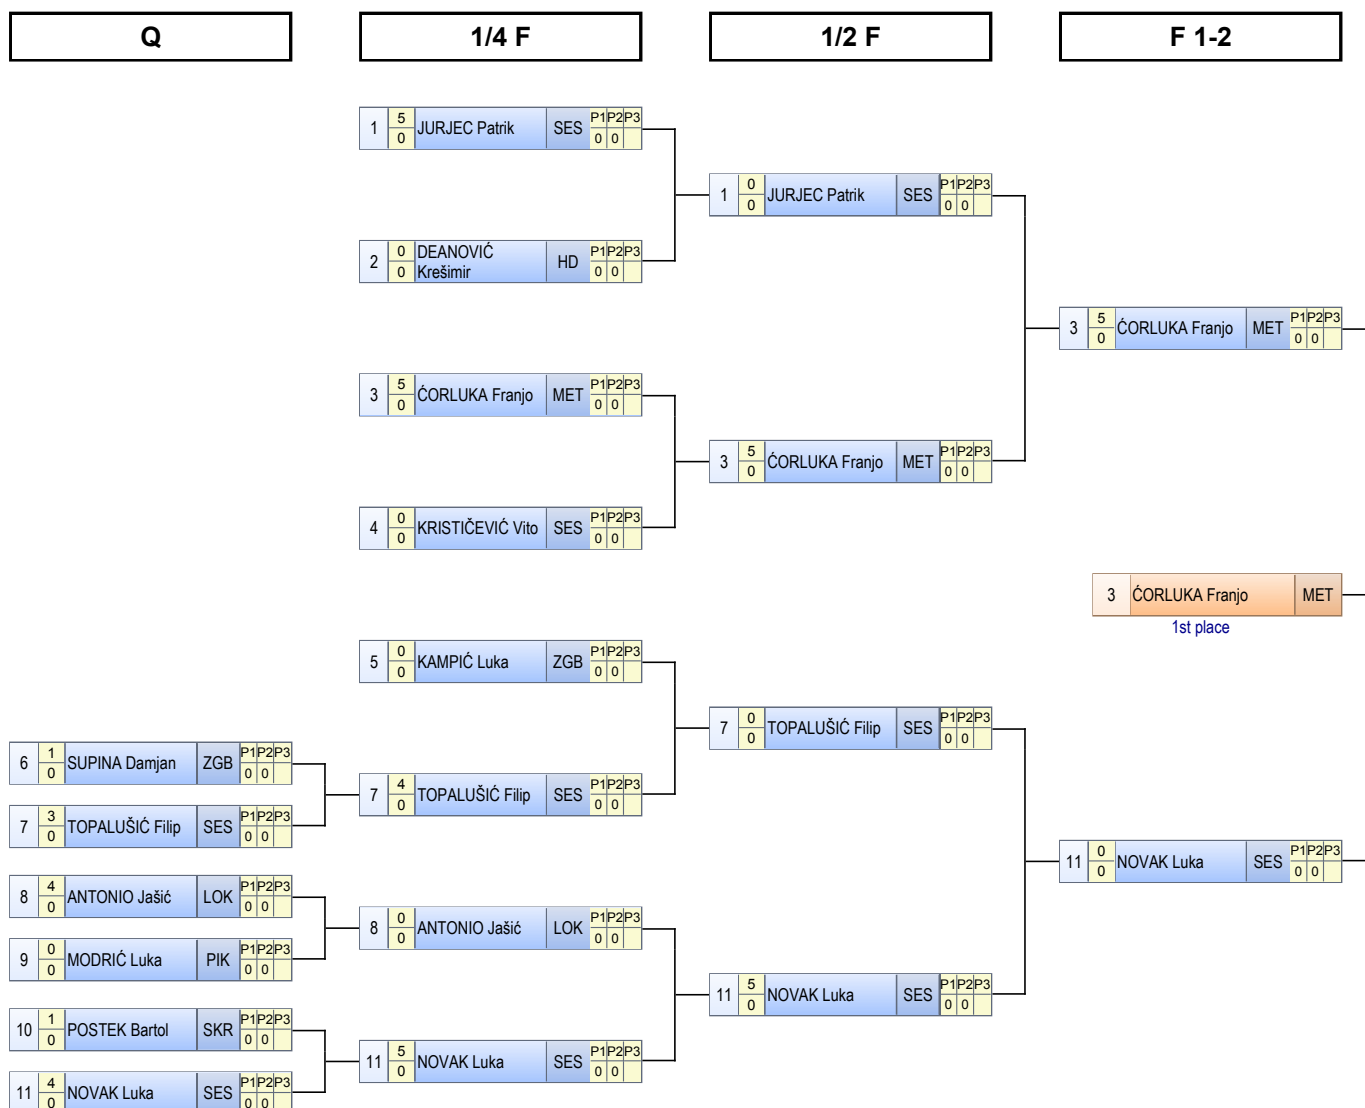 Q 1/4 F 1/2 F F 1-2
1 5 0 JURJEC Patrik SES P1 P2 P3 0 0
1 0 0 JURJEC Patrik SES P1 P2 P3 0 0
2 0 0 DEANOVIĆ Krešimir HD P1 P2 P3 0 0
3 5 0 ĆORLUKA Franjo MET P1 P2 P3 0 0
3 5 0 ĆORLUKA Franjo MET P1 P2 P3 0 0
3 5 0 ĆORLUKA Franjo MET P1 P2 P3 0 0
4 0 0 KRISTIČEVIĆ Vito SES P1 P2 P3 0 0
3 ĆORLUKA Franjo MET
1st place
5 0 0 KAMPIĆ Luka ZGB P1 P2 P3 0 0
7 0 0 TOPALUŠIĆ Filip SES P1 P2 P3 0 0
6 1 0 SUPINA Damjan ZGB P1 P2 P3 0 0
7 4 0 TOPALUŠIĆ Filip SES P1 P2 P3 0 0
7 3 0 TOPALUŠIĆ Filip SES P1 P2 P3 0 0
11 0 0 NOVAK Luka SES P1 P2 P3 0 0
8 4 0 ANTONIO Jašić LOK P1 P2 P3 0 0
8 0 0 ANTONIO Jašić LOK P1 P2 P3 0 0
9 0 0 MODRIĆ Luka PIK P1 P2 P3 0 0
11 5 0 NOVAK Luka SES P1 P2 P3 0 0
10 1 0 POSTEK Bartol SKR P1 P2 P3 0 0
11 5 0 NOVAK Luka SES P1 P2 P3 0 0
11 4 0 NOVAK Luka SES P1 P2 P3 0 0